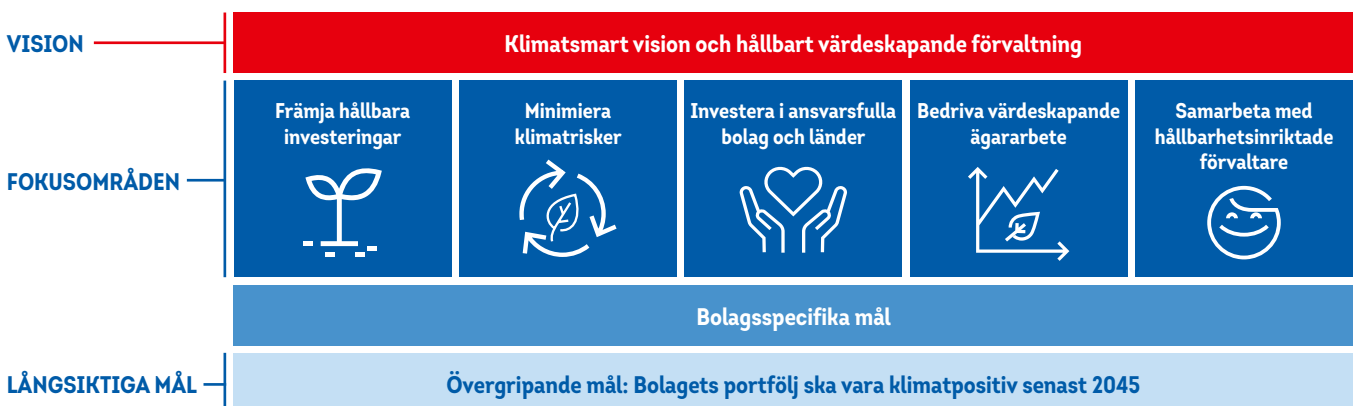 VISION
Klimatsmart vision och hållbart värdeskapande förvaltning
FOKUSOMRÅDEN
Främja hållbara
investeringar
Minimiera
klimatrisker
Investera i ansvarsfulla
bolag och länder
Bedriva värdeskapande
ägararbete
Samarbeta med
hållbarhetsinriktade
förvaltare
Bolagsspecifika mål
LÅNGSIKTIGA MÅL
Övergripande mål: Bolagets portfölj ska vara klimatpositiv senast 2045